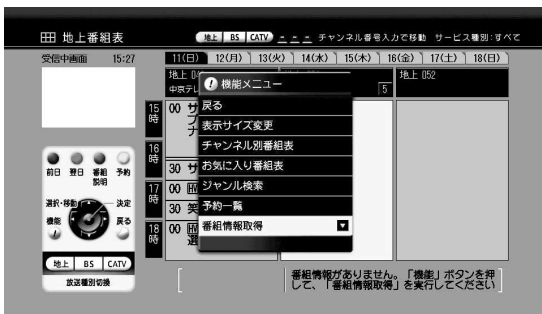 地上番組表
地上 BS CATV - - - チャンネル番号入力で移動 サービス種別:すべて
受信中画面 15:27
11(日) 12(月) 13(火) 14(水) 15(木) 16(金) 17(土) 18(日)
地上 0
中京テレ
5
地上 052
機能メニュー
戻る
表示サイズ変更
チャンネル別番組表
お気に入り番組表
ジャンル検索
予約一覧
番組情報取得
15時
00 サ
プ
ナ
16時
30 サ
17時
00
30 笑
18時
00
選
前日 翌日 番組説明 予約
選択・移動 決定
機能 戻る
地上 BS CATV
放送種別切換
番組情報がありません。「機能」ボタンを押
して、「番組情報取得」を実行してください